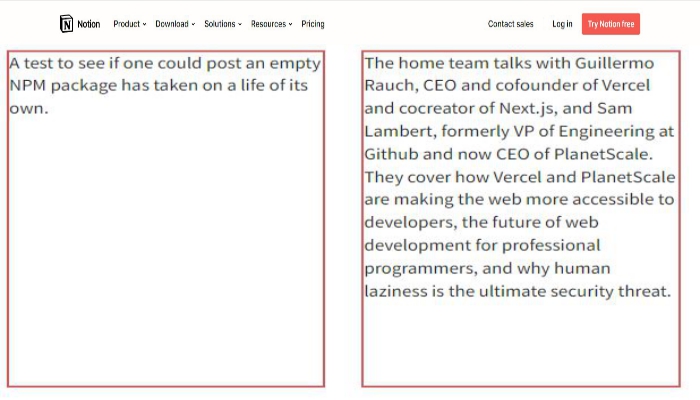 Notion
Product
Download
Solutions
Resources
Pricing
Contact sales
Log in
Try Notion free
A test to see if one could post an empty
NPM package has taken on a life of its
own.
The home team talks with Guillermo
Rauch, CEO and cofounder of Vercel
and cocreator of Next.js, and Sam
Lambert, formerly VP of Engineering at
Github and now CEO of PlanetScale.
They cover how Vercel and PlanetScale
are making the web more accessible to
developers, the future of web
development for professional
programmers, and why human
laziness is the ultimate security threat.